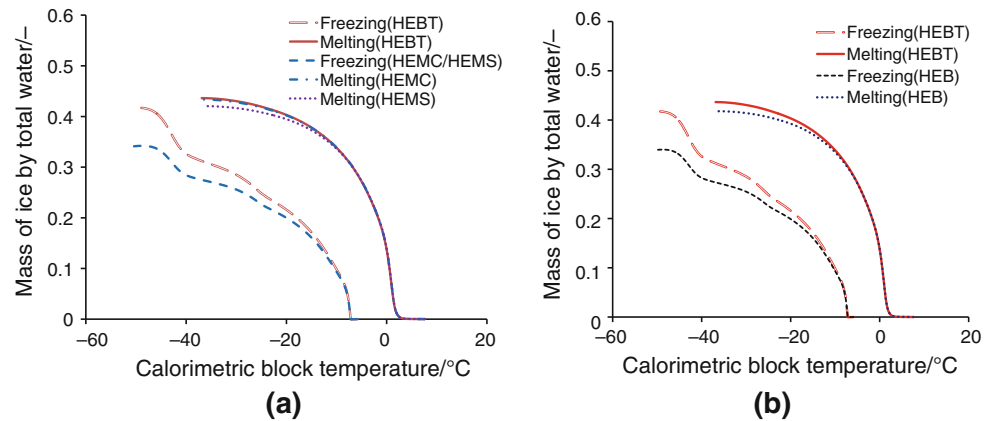 0.6
0.5
0.4
0.3
0.2
0.1
0
Mass of ice by total water/–
Freezing(HEBT)
Melting(HEBT)
Freezing(HEMC/HEMS)
Melting(HEMC)
Melting(HEMS)
–60
–40
–20
0
20
Calorimetric block temperature/°C
(a)
0.6
0.5
0.4
0.3
0.2
0.1
0
Mass of ice by total water/–
Freezing(HEBT)
Melting(HEBT)
Freezing(HEB)
Melting(HEB)
–60
–40
–20
0
20
Calorimetric block temperature/°C
(b)